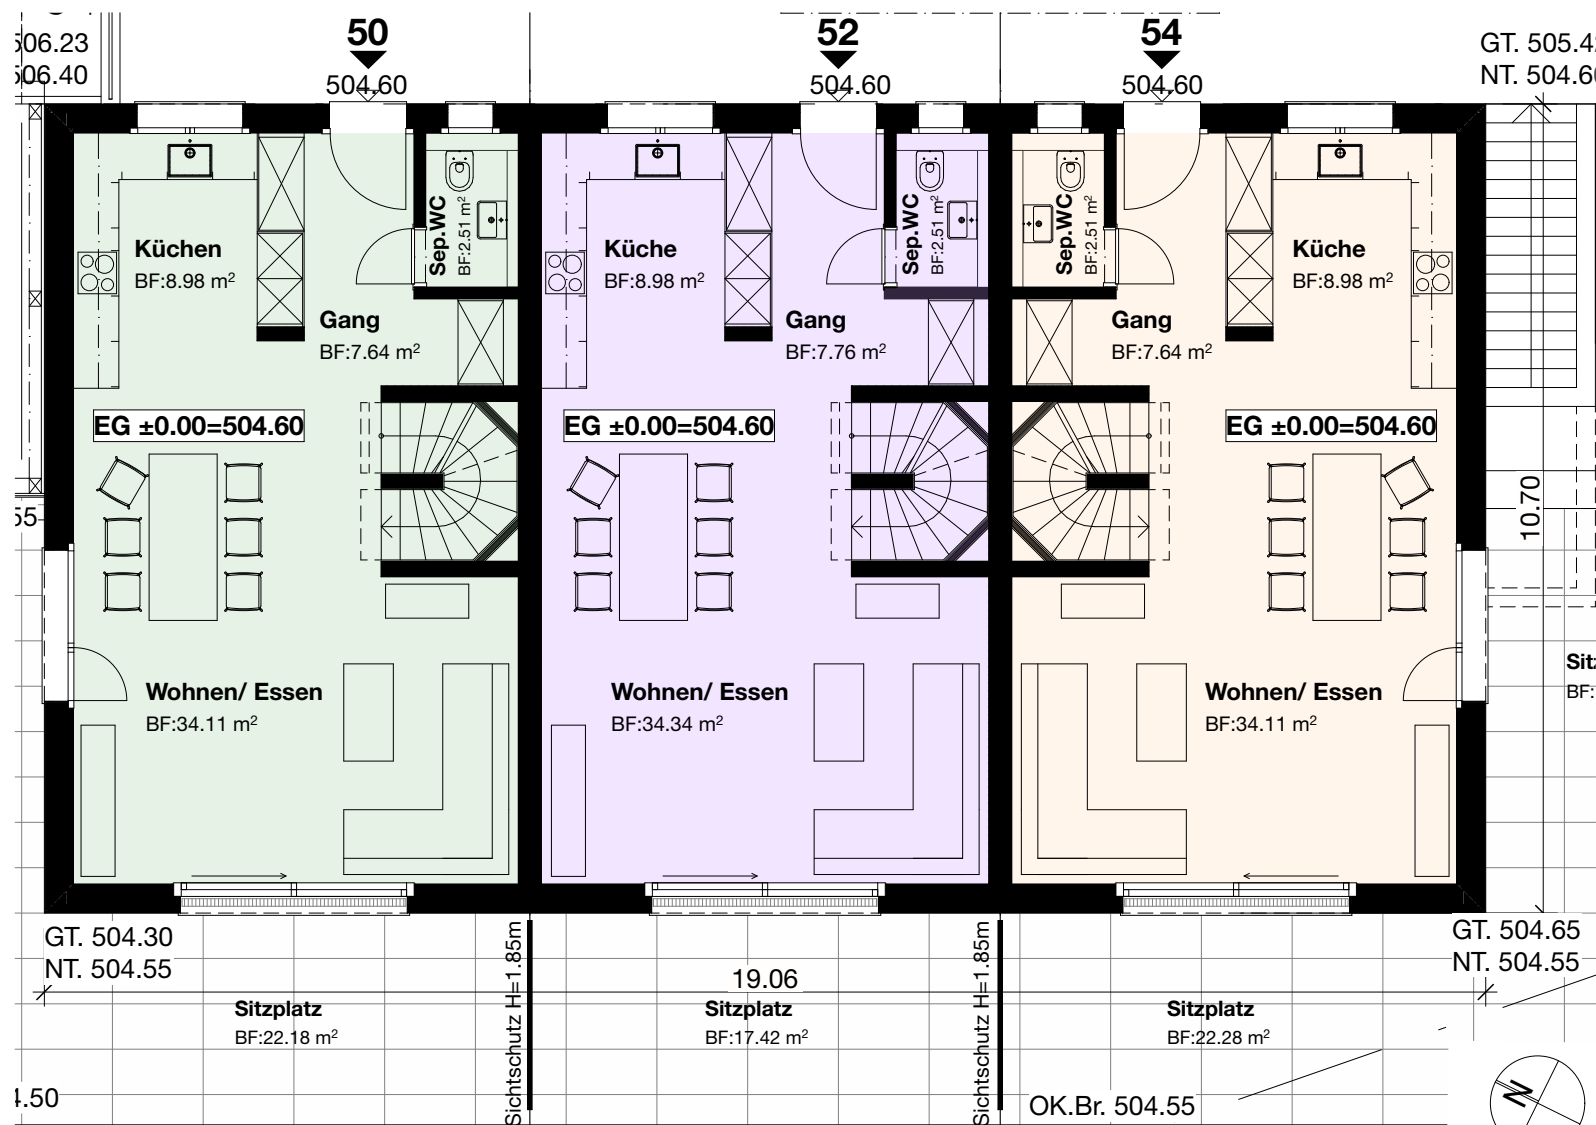 50
52
54
506.23
506.40
504.60
504.60
504.60
NT. 504.60
Küchen
BF:8.98 m²
Sep.WC
BF:2.51 m²
Küche
BF:8.98 m²
Sep.WC
BF:2.51 m²
Sep.WC
BF:2.51 m²
Küche
BF:8.98 m²
Gang
BF:7.64 m²
Gang
BF:7.76 m²
Gang
BF:7.64 m²
EG ±0.00=504.60
EG ±0.00=504.60
EG ±0.00=504.60
10.70
Wohnen/ Essen
BF:34.11 m²
Wohnen/ Essen
BF:34.34 m²
Wohnen/ Essen
BF:34.11 m²
GT. 504.30
NT. 504.55
Sichtschutz H=1.85m
Sichtschutz H=1.85m
GT. 504.65
NT. 504.55
19.06
Sitzplatz
BF:22.18 m²
Sitzplatz
BF:17.42 m²
Sitzplatz
BF:22.28 m²
OK.Br. 504.55
N